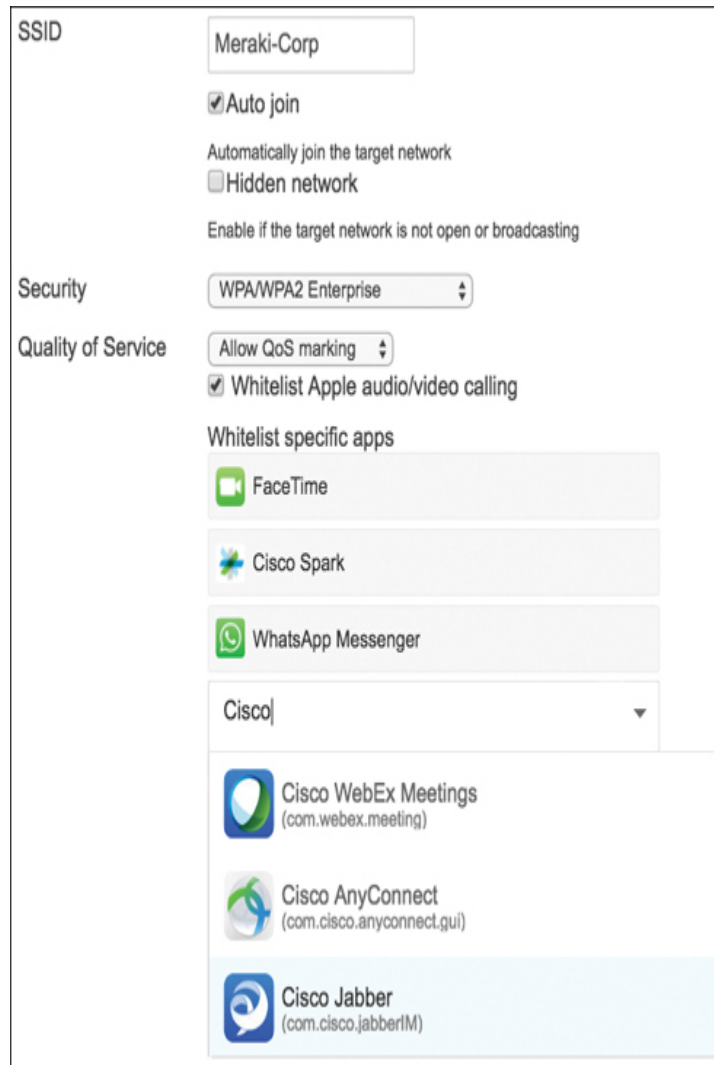 SSID
Meraki-Corp
Auto join
Automatically join the target network
Hidden network
Enable if the target network is not open or broadcasting
Security
WPA/WPA2 Enterprise
Quality of Service
Allow QoS marking
Whitelist Apple audio/video calling
Whitelist specific apps
FaceTime
Cisco Spark
WhatsApp Messenger
Cisco
Cisco WebEx Meetings
(com.webex.meeting)
Cisco AnyConnect
(com.cisco.anyconnect.gui)
Cisco Jabber
(com.cisco.jabberIM)